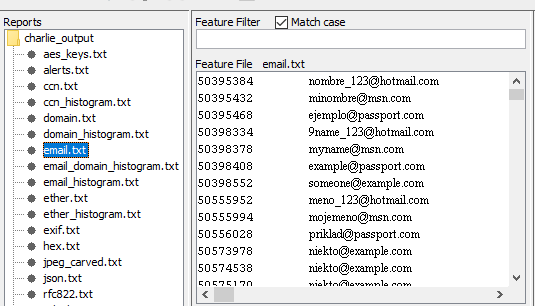 Reports
charlie_output
aes_keys.txt
alerts.txt
ccn.txt
ccn_histogram.txt
domain.txt
domain_histogram.txt
email.txt
email_domain_histogram.txt
email_histogram.txt
ether.txt
ether_histogram.txt
exif.txt
hex.txt
jpeg_carved.txt
json.txt
rfc822.txt
Feature Filter Match case
Feature File email.txt
50395384 nombre_123@hotmail.com
50395432 minombre@msn.com
50395468 ejemplo@passport.com
50398334 9name_123@hotmail.com
50398378 myname@msn.com
50398408 example@passport.com
50398552 someone@example.com
50555952 meno_123@hotmail.com
50555994 mojemeno@msn.com
50556028 priklad@passport.com
50573978 niekto@example.com
50574538 niekto@example.com
50575170 niekto@example.com